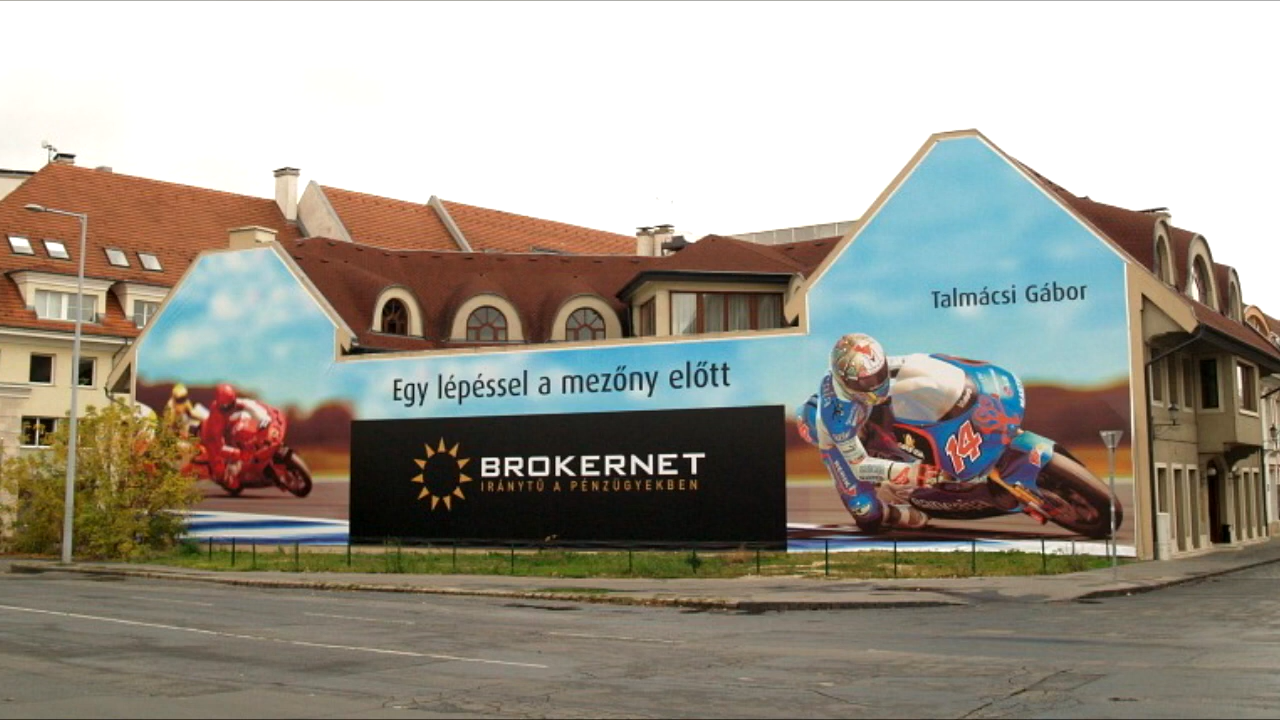 Talmácsi Gábor
Egy lépéssel a mezőny előtt
BROKERNET
IRÁNYTŰ A PÉNZÜGYEKBEN
14